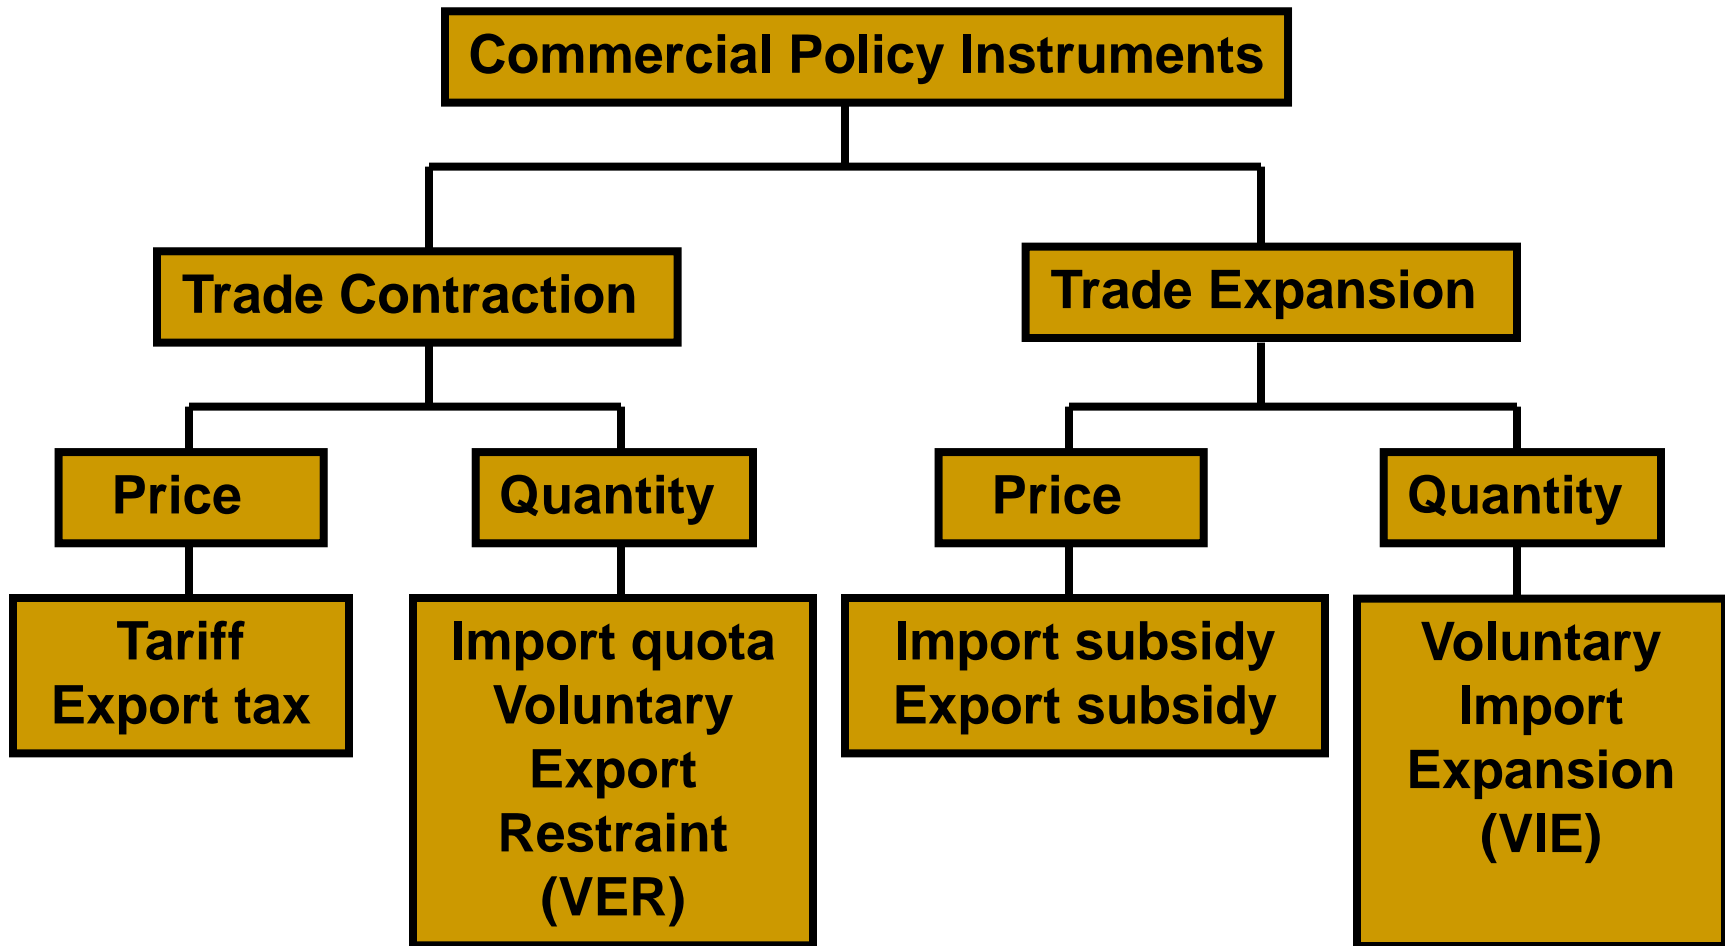 Commercial Policy Instruments
Trade Contraction
Trade Expansion
Price
Quantity
Price
Quantity
Tariff
Export tax
Import quota
Voluntary
Export
Restraint
(VER)
Import subsidy
Export subsidy
Voluntary
Import
Expansion
(VIE)